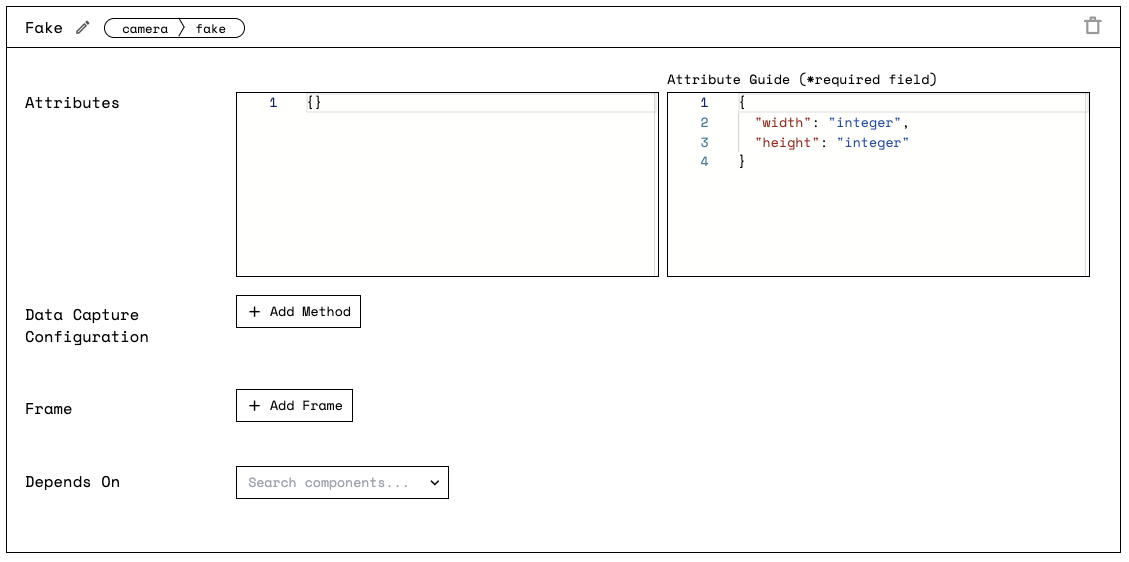 Fake
camera fake
Attribute Guide (*required field)
Attributes
1 {}
1 {
2 "width": "integer",
3 "height": "integer"
4 }
Data Capture
Configuration
+ Add Method
Frame
+ Add Frame
Depends On
Search components...